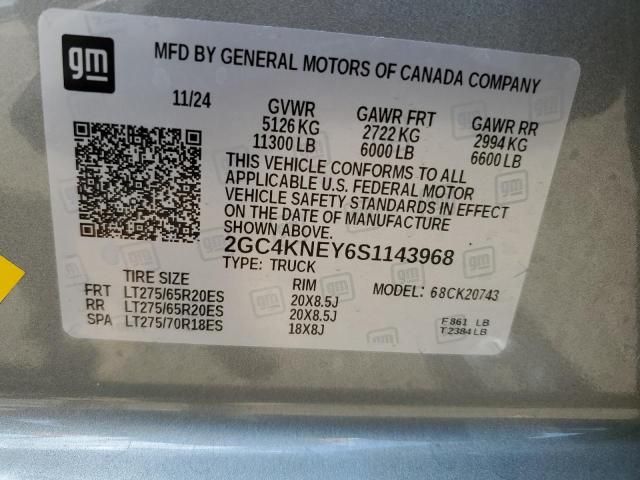 gm
MFD BY GENERAL MOTORS OF CANADA COMPANY
11/24
GVWR GAWR FRT GAWR RR
5126 KG 2722 KG 2994 KG
11300 LB 6000 LB 6600 LB
THIS VEHICLE CONFORMS TO ALL
APPLICABLE U.S. FEDERAL MOTOR
VEHICLE SAFETY STANDARDS IN EFFECT
ON THE DATE OF MANUFACTURE
SHOWN ABOVE.
2GC4KNEY6S1143968
TYPE: TRUCK
TIRE SIZE RIM MODEL: 68CK20743
FRT LT275/65R20ES 20X8.5J
RR LT275/65R20ES 20X8.5J
SPA LT275/70R18ES 18X8J
F 861 LB
T 2384 LB